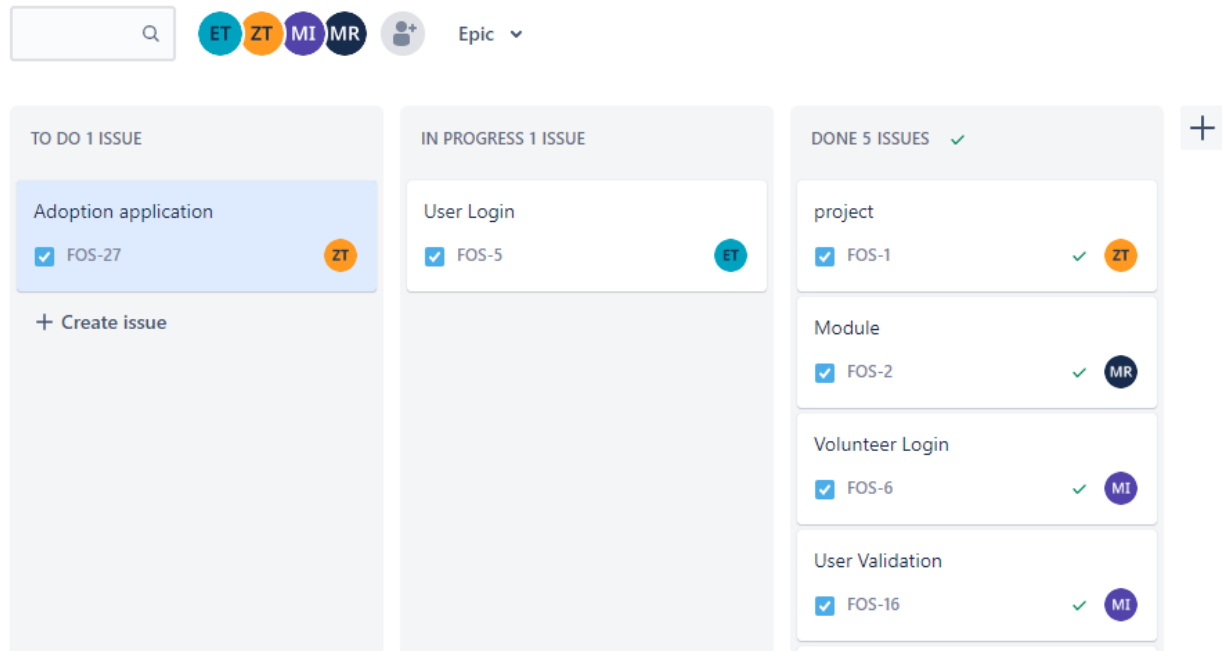 ET ZT MI MR Epic
TO DO 1 ISSUE
Adoption application
FOS-27 ZT
Create issue
IN PROGRESS 1 ISSUE
User Login
FOS-5 ET
DONE 5 ISSUES
project
FOS-1 ZT
Module
FOS-2 MR
Volunteer Login
FOS-6 MI
User Validation
FOS-16 MI